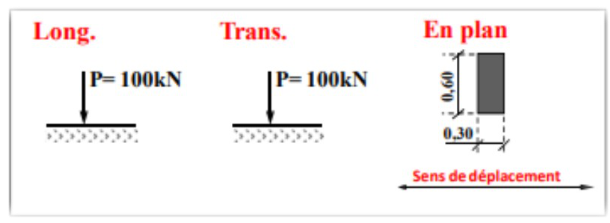 Long. Trans. En plan
P= 100kN P= 100kN
0,60
0,30
Sens de déplacement